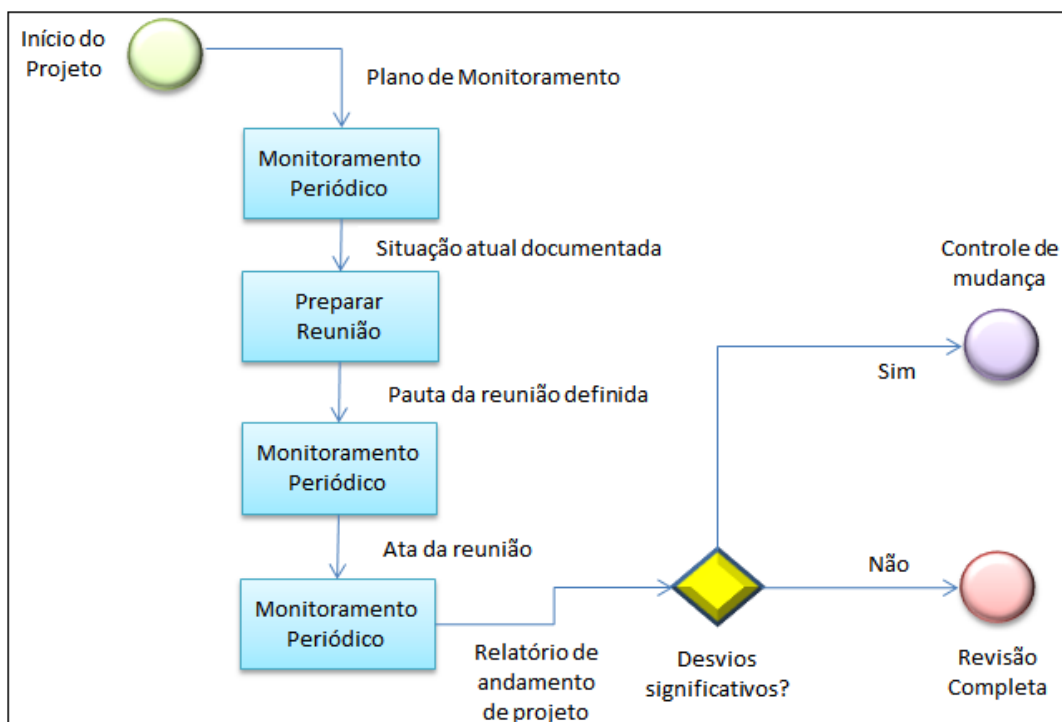 Início do
Projeto
Plano de Monitoramento
Monitoramento
Periódico
Situação atual documentada
Preparar
Reunião
Pauta da reunião definida
Monitoramento
Periódico
Ata da reunião
Monitoramento
Periódico
Relatório de
andamento
de projeto
Desvios
significativos?
Sim
Controle de
mudança
Não
Revisão
Completa